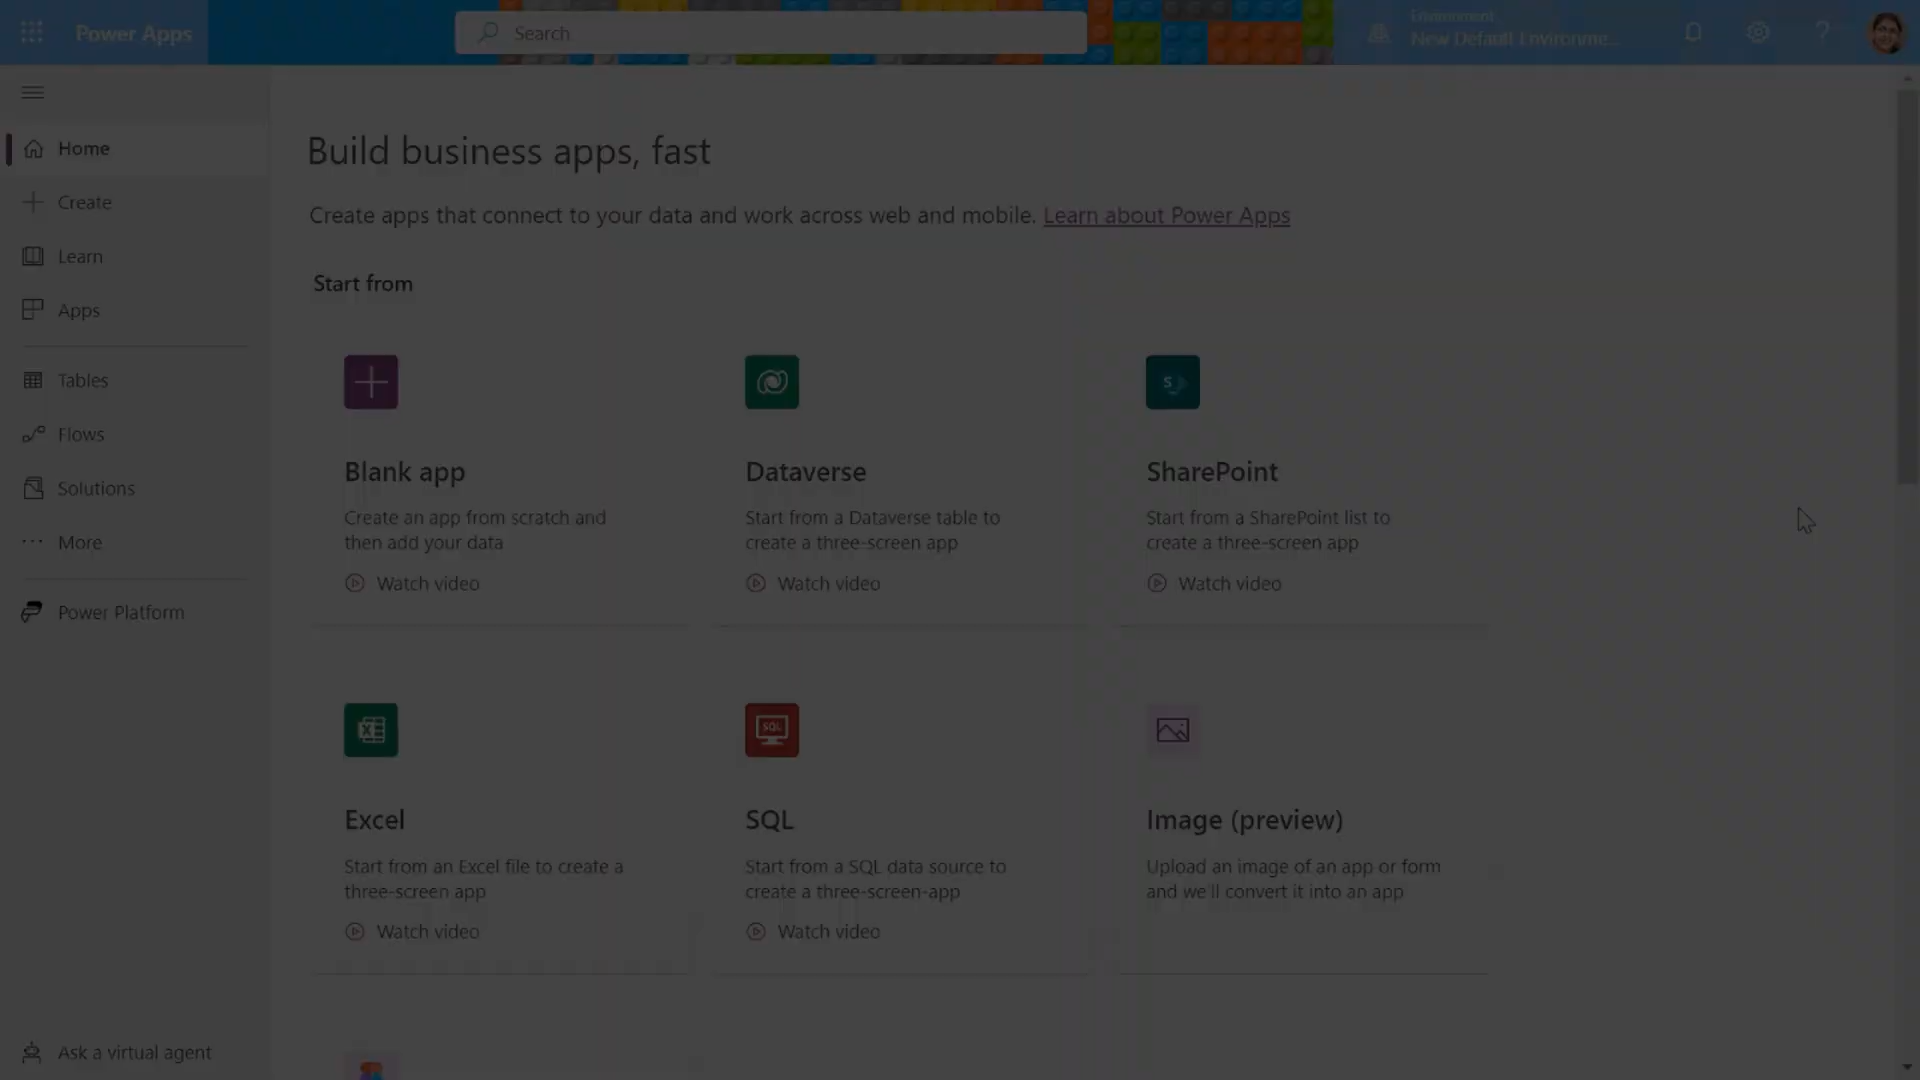 Power Apps
Search
Environment
New Default Environme...
Home
Create
Learn
Apps
Tables
Flows
Solutions
More
Power Platform
Ask a virtual agent
Build business apps, fast
Create apps that connect to your data and work across web and mobile. Learn about Power Apps
Start from
Blank app
Create an app from scratch and
then add your data
Watch video
Dataverse
Start from a Dataverse table to
create a three-screen app
Watch video
SharePoint
Start from a SharePoint list to
create a three-screen app
Watch video
Excel
Start from an Excel file to create a
three-screen app
Watch video
SQL
SQL
Start from a SQL data source to
create a three-screen-app
Watch video
Image (preview)
Upload an image of an app or form
and we'll convert it into an app